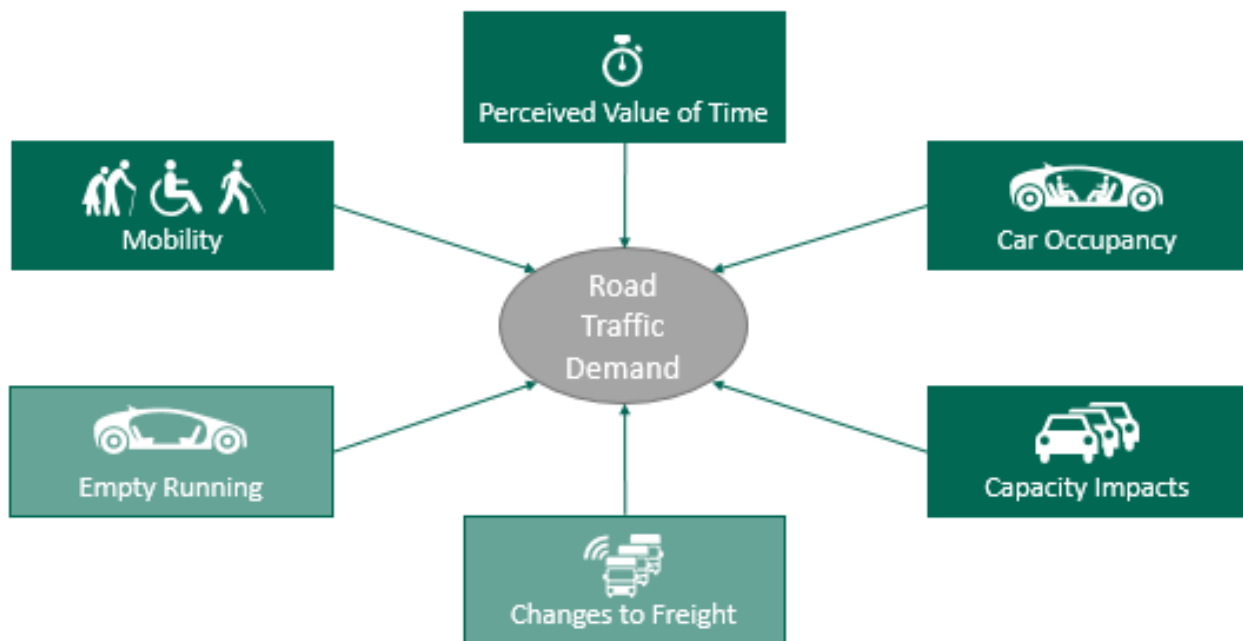 Perceived Value of Time
Mobility
Car Occupancy
Road
Traffic
Demand
Empty Running
Capacity Impacts
Changes to Freight